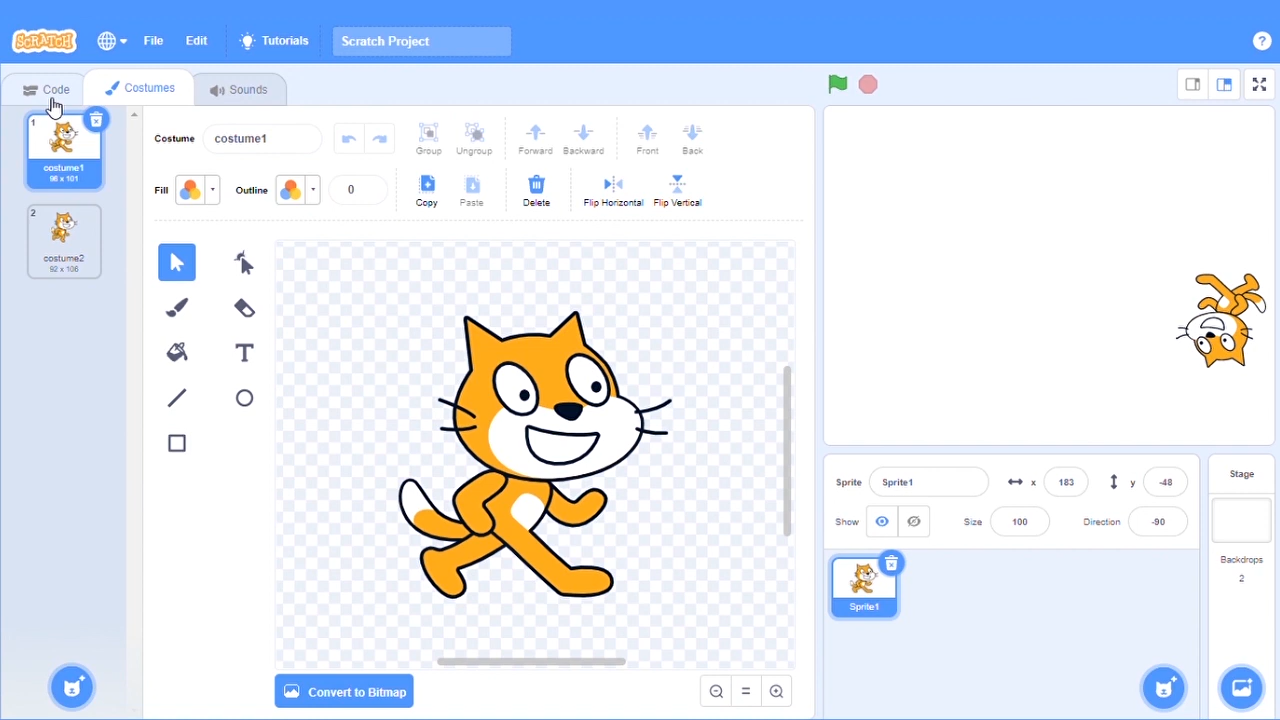 SCRATCH File Edit Tutorials Scratch Project ?
Code Costumes Sounds
1
costume1
96 x 101
2
costume2
92 x 106
Costume costume1 Group Ungroup Forward Backward Front Back
Fill Outline 0 Copy Paste Delete Flip Horizontal Flip Vertical
T
Convert to Bitmap
Sprite Sprite1 x 183 y -48
Show Size 100 Direction -90
Sprite1
Stage
Backdrops
2